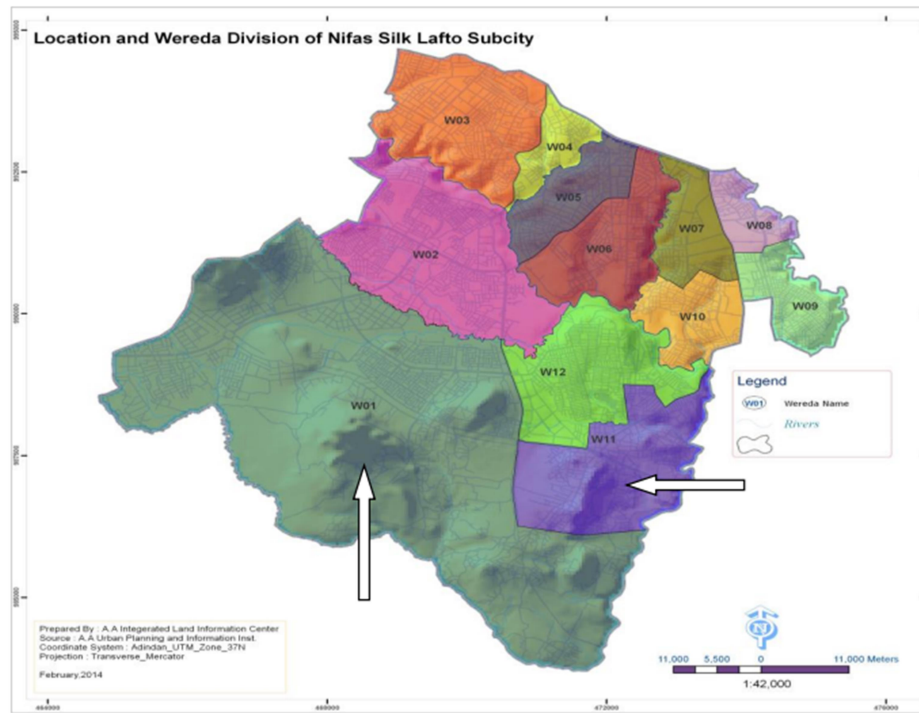 Location and Wereda Division of Nifas Silk Lafto Subcity
W03
W04
W05
W08
W07
W06
W02
W09
W10
W12
Legend
W01
W01 Wereda Name
Rivers
W11
N
Prepared By : A.A Integerated Land Information Center
Source : A.A Urban Planning and Information Inst.
Coordinate System : Adindan_UTM_Zone_37N
Projection : Transverse_Mercator
February,2014
11,000 5,500 0 11,000 Meters
1:42,000